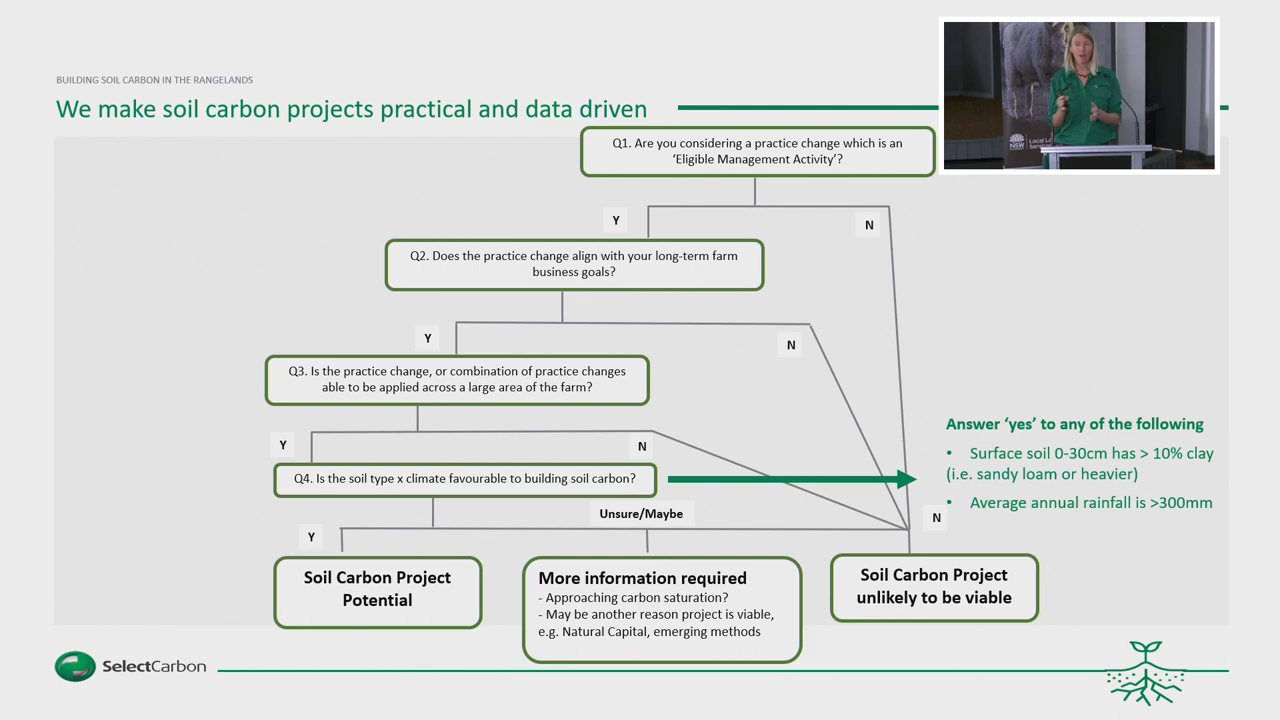 BUILDING SOIL CARBON IN THE RANGELANDS
We make soil carbon projects practical and data driven
Q1. Are you considering a practice change which is an
‘Eligible Management Activity’?
Y
N
Q2. Does the practice change align with your long-term farm
business goals?
Y
N
Q3. Is the practice change, or combination of practice changes
able to be applied across a large area of the farm?
Y
N
Q4. Is the soil type x climate favourable to building soil carbon?
Answer ‘yes’ to any of the following
• Surface soil 0-30cm has > 10% clay
(i.e. sandy loam or heavier)
• Average annual rainfall is >300mm
Y
Unsure/Maybe
N
Soil Carbon Project
Potential
More information required
- Approaching carbon saturation?
- May be another reason project is viable,
e.g. Natural Capital, emerging methods
Soil Carbon Project
unlikely to be viable
SelectCarbon
NSW
Local